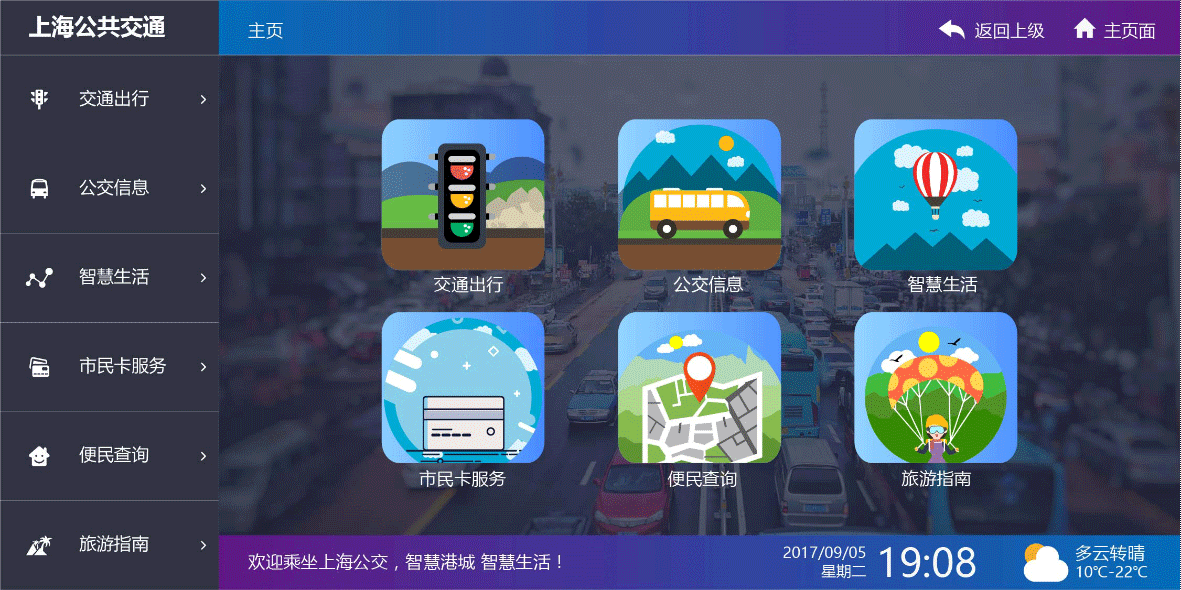 上海公共交通
主页
返回上级
主页面
交通出行
公交信息
智慧生活
市民卡服务
便民查询
旅游指南
交通出行
公交信息
智慧生活
市民卡服务
便民查询
旅游指南
欢迎乘坐上海公交，智慧港城 智慧生活！
2017/09/05
星期二
19:08
多云转晴
10℃-22℃